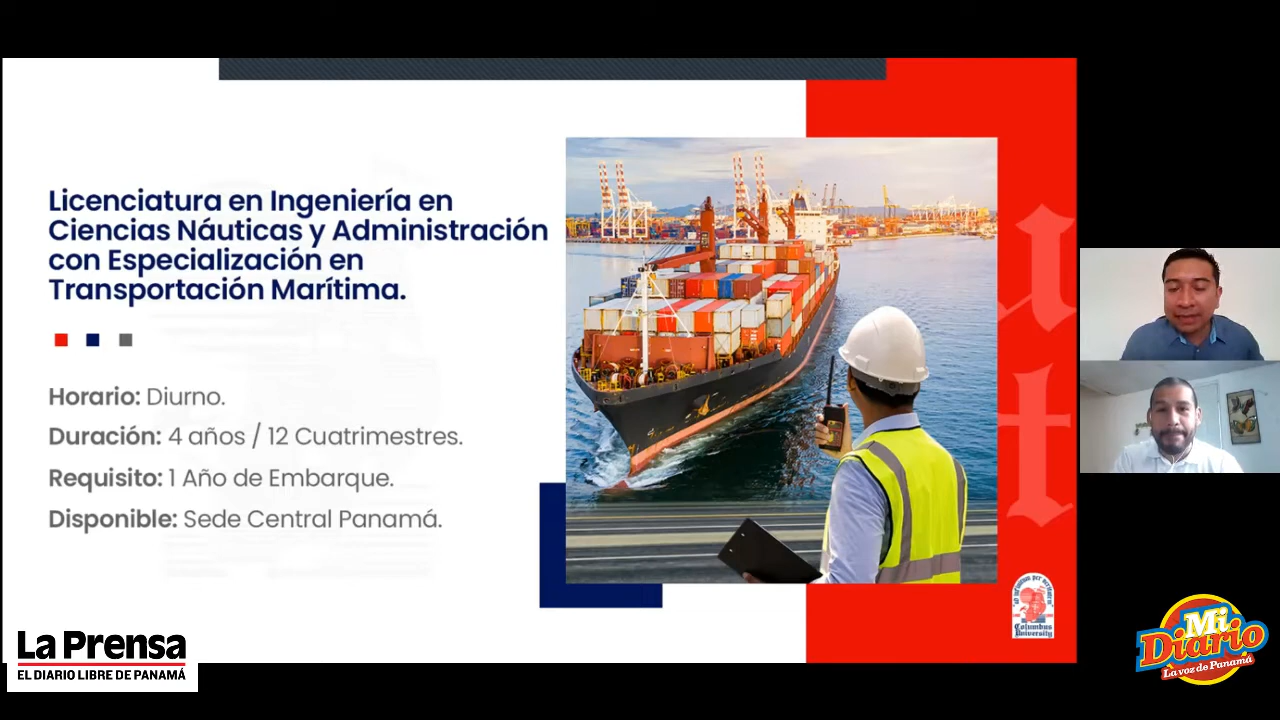 Licenciatura en Ingeniería en
Ciencias Náuticas y Administración
con Especialización en
Transportación Marítima.
Horario: Diurno.
Duración: 4 años / 12 Cuatrimestres.
Requisito: 1 Año de Embarque.
Disponible: Sede Central Panamá.
Columbus
University
La Prensa
EL DIARIO LIBRE DE PANAMÁ
Mi
Diario
La voz de Panamá